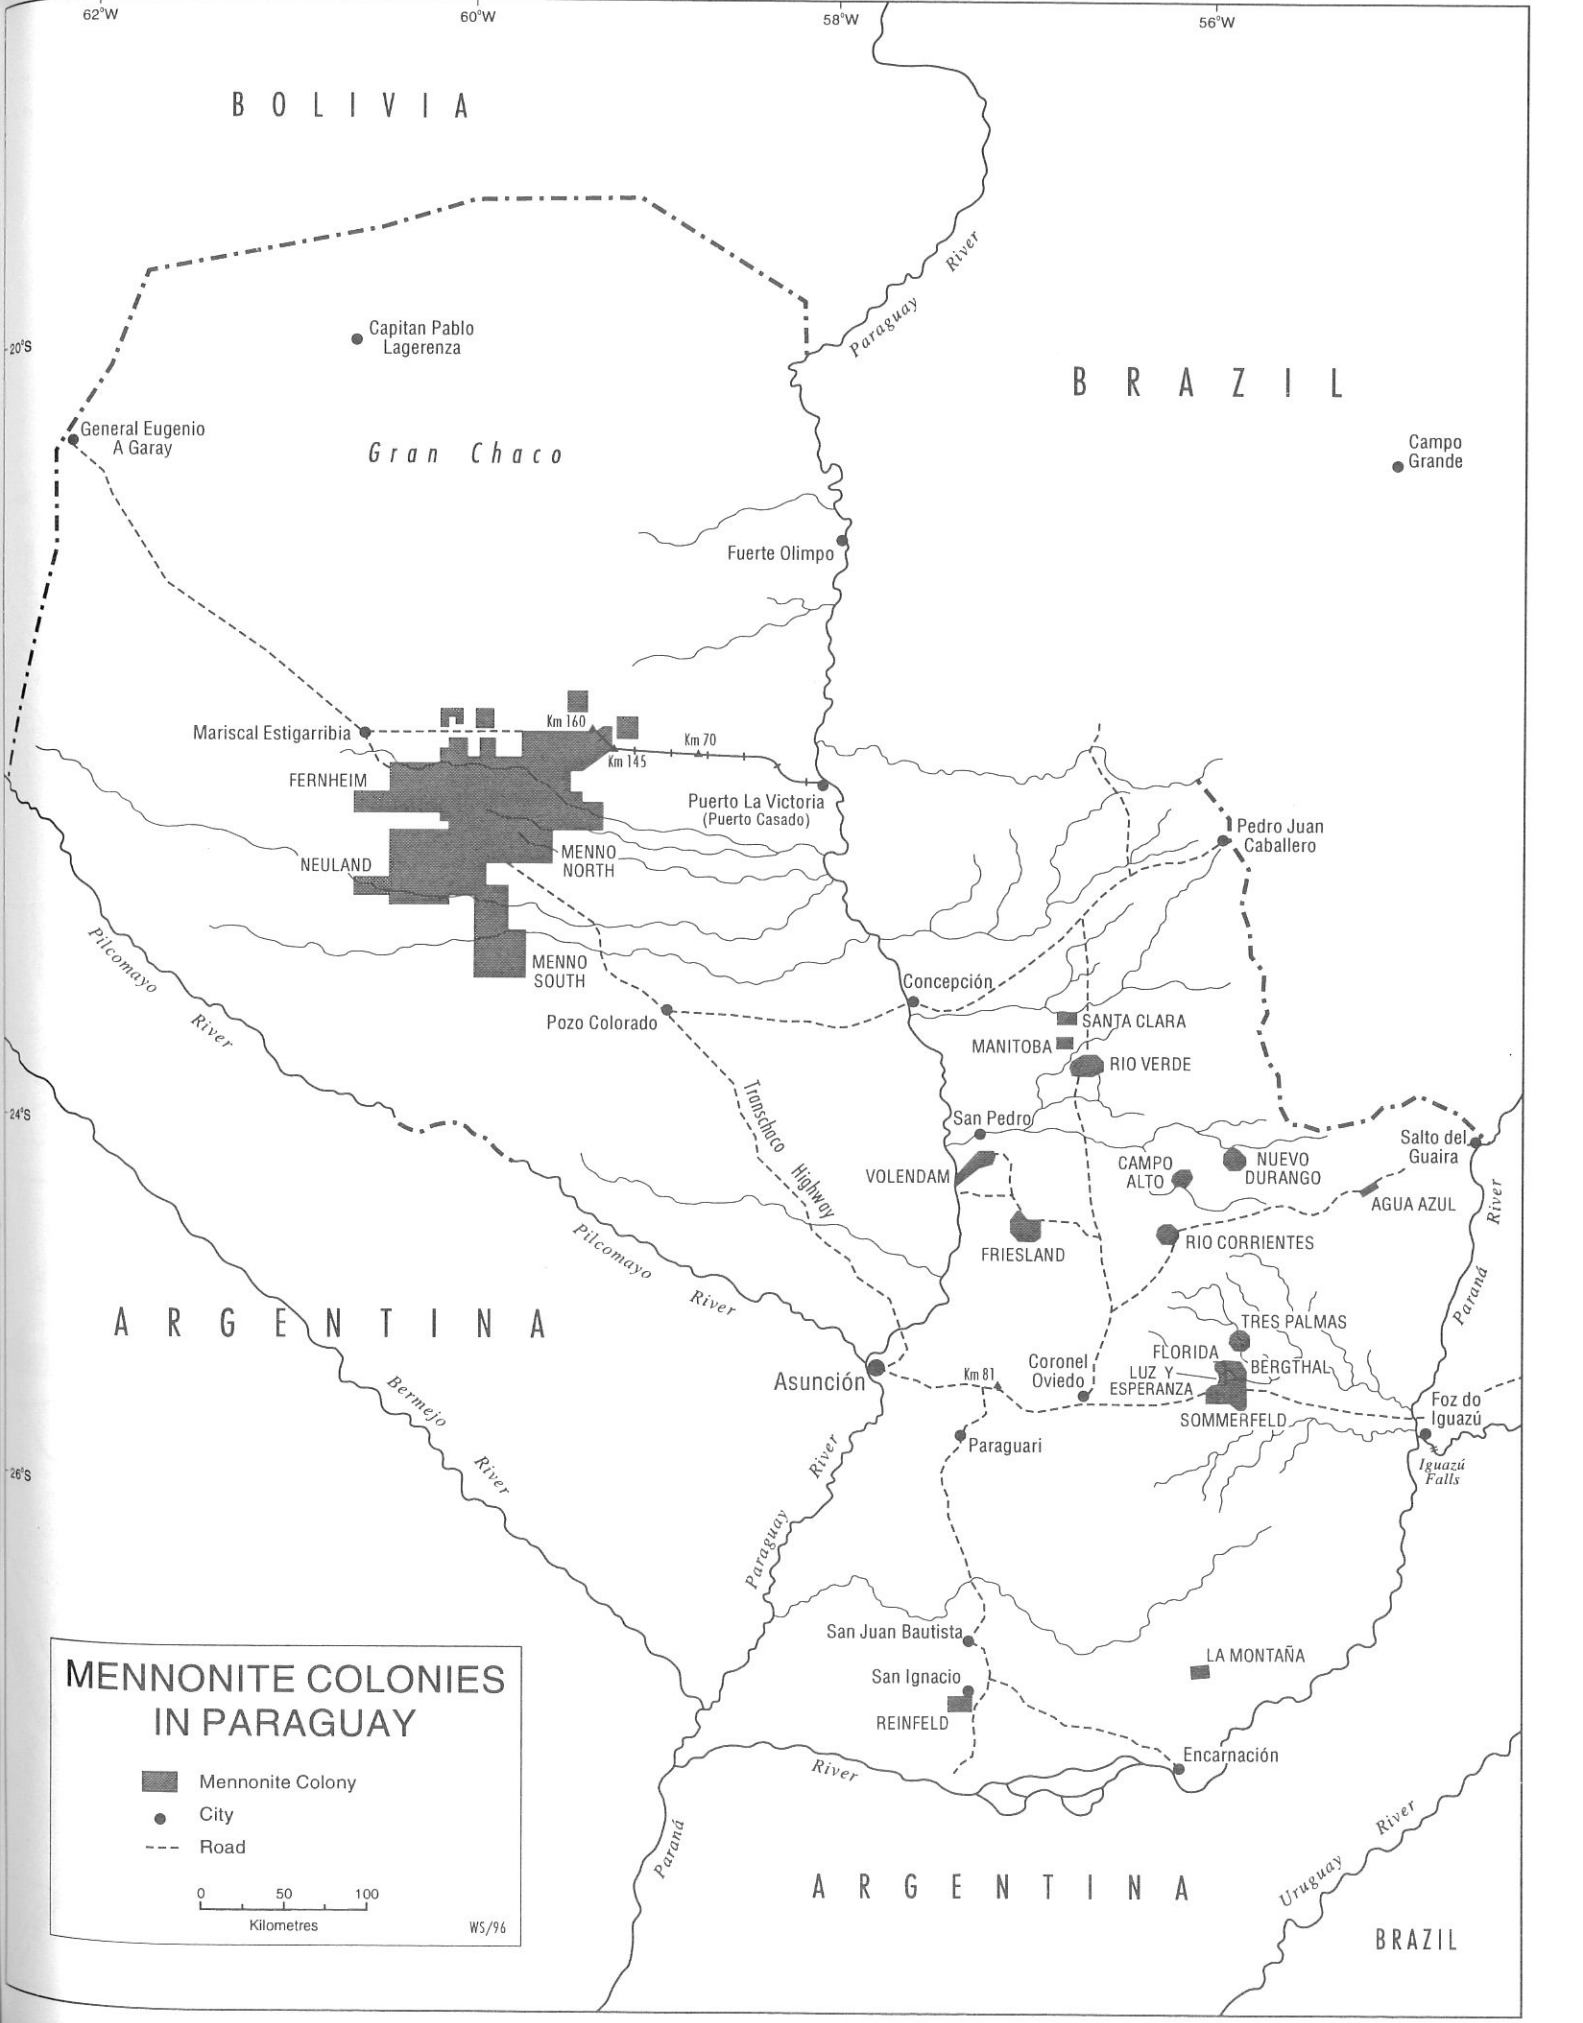 62°W
60°W
58°W
56°W
BOLIVIA
Paraguay River
Capitan Pablo
Lagerenza
20°S
BRAZIL
General Eugenio
A Garay
Gran Chaco
Campo
Grande
Fuerte Olimpo
Mariscal Estigarribia
Km 160
Km 145
Km 70
FERNHEIM
Puerto La Victoria
(Puerto Casado)
Pedro Juan
Caballero
NEULAND
MENNO
NORTH
MENNO
SOUTH
Pilcomayo
River
Concepción
Pozo Colorado
SANTA CLARA
MANITOBA
RIO VERDE
Transchaco Highway
24°S
San Pedro
Salto del
Guaira
VOLENDAM
CAMPO
ALTO
NUEVO
DURANGO
AGUA AZUL
FRIESLAND
RIO CORRIENTES
Pilcomayo
River
Paraná River
ARGENTINA
TRES PALMAS
FLORIDA
BERGTHAL
LUZ Y
ESPERANZA
SOMMERFELD
Asunción
Km 81
Coronel
Oviedo
Foz do
Iguazú
Iguazú
Falls
Bermejo
River
Paraguari
26°S
Paraguay River
San Juan Bautista
San Ignacio
REINFELD
LA MONTAÑA
Encarnación
River
Paraná
ARGENTINA
Uruguay River
BRAZIL
MENNONITE COLONIES
IN PARAGUAY
Mennonite Colony
City
Road
0 50 100
Kilometres
WS/96